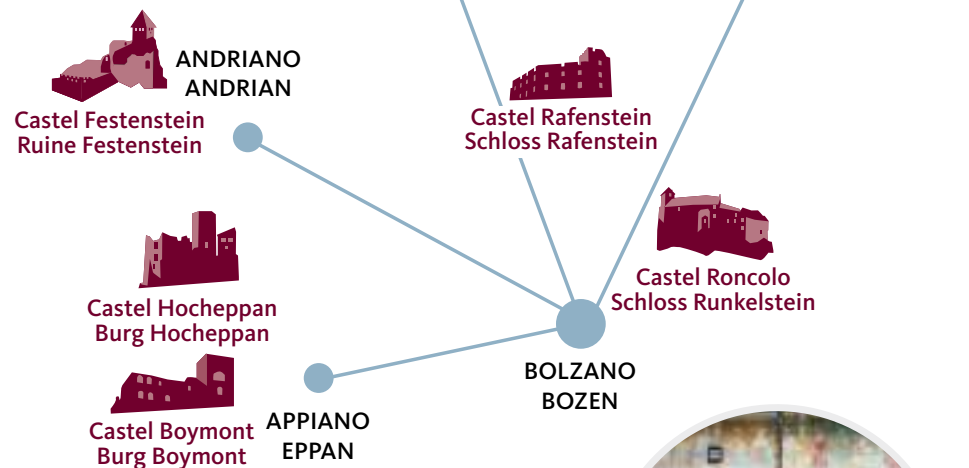 ANDRIANO
ANDRIAN
Castel Festenstein
Ruine Festenstein
Castel Rafenstein
Schloss Rafenstein
Castel Roncolo
Schloss Runkelstein
Castel Hocheppan
Burg Hocheppan
BOLZANO
BOZEN
Castel Boymont
Burg Boymont
APPIANO
EPPAN